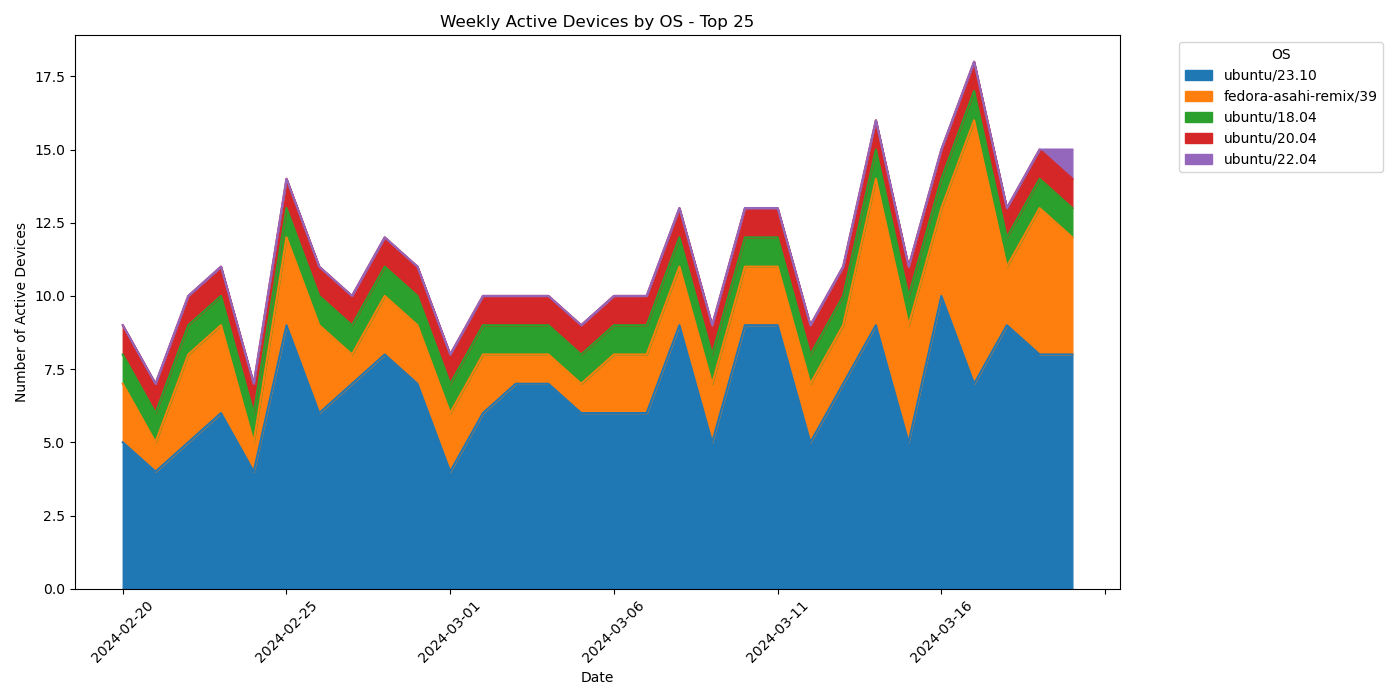 Weekly Active Devices by OS - Top 25
Number of Active Devices
17.5
15.0
12.5
10.0
7.5
5.0
2.5
0.0
2024-02-20
2024-02-25
2024-03-01
2024-03-06
2024-03-11
2024-03-16
Date
OS
ubuntu/23.10
fedora-asahi-remix/39
ubuntu/18.04
ubuntu/20.04
ubuntu/22.04